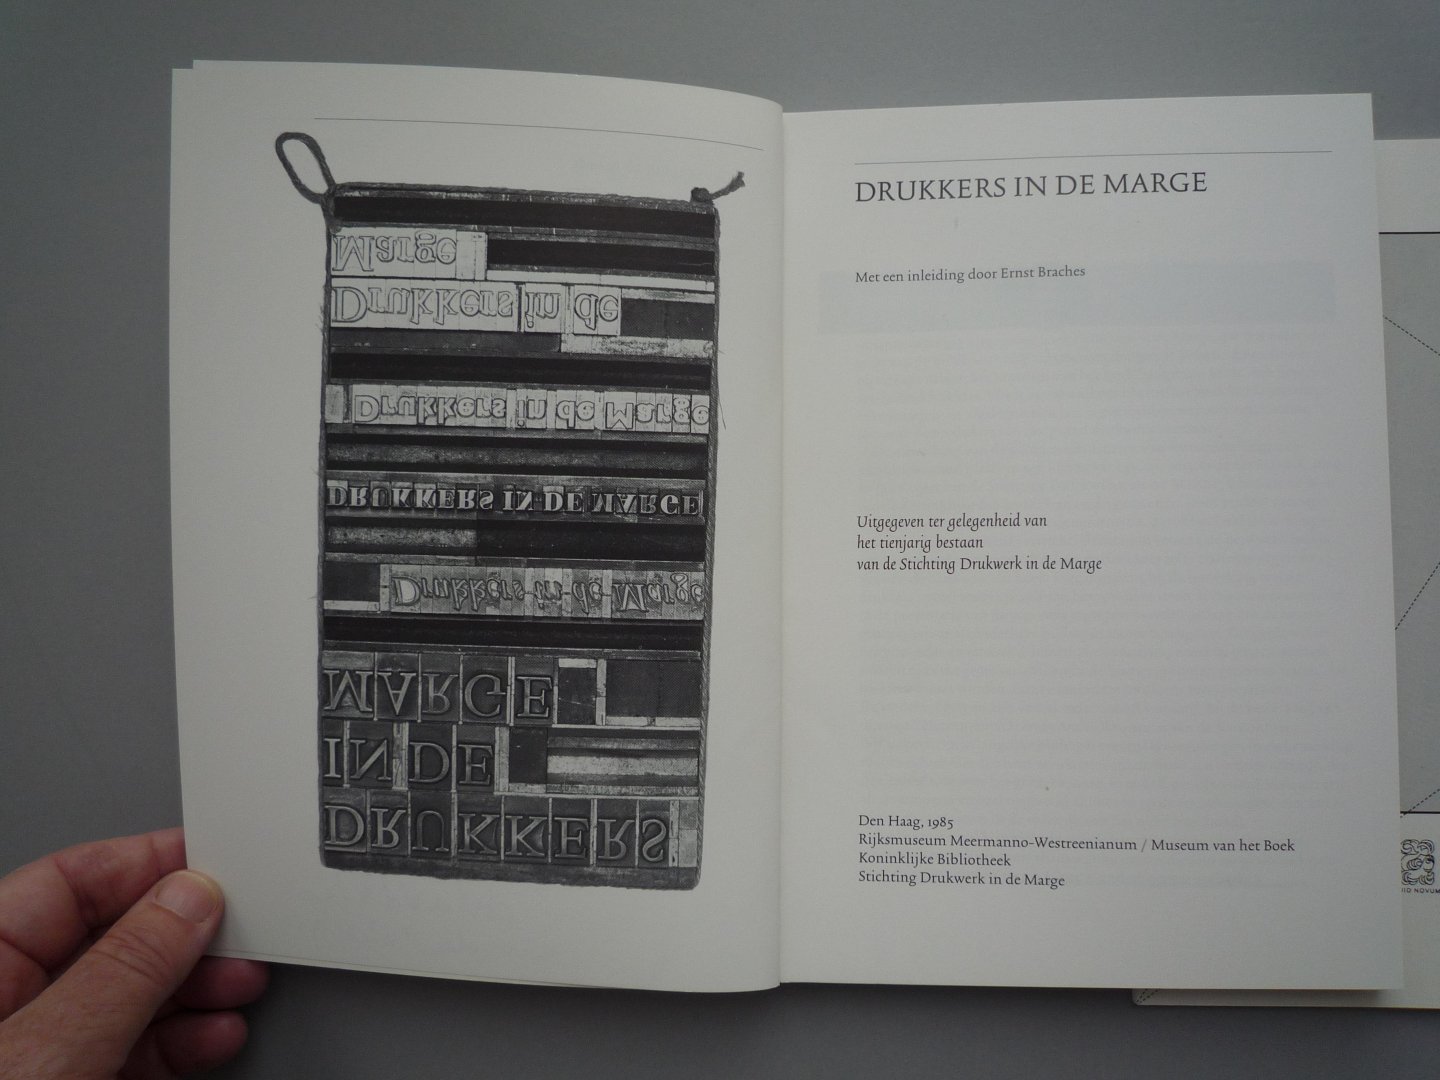 Marge
Drukkers in de
Drukkers in de Marge
DRUKKERS IN DE MARGE
Drukkers in de Marge
MARGE
IN DE
DRUKKERS
DRUKKERS IN DE MARGE
Met een inleiding door Ernst Braches
Uitgegeven ter gelegenheid van
het tienjarig bestaan
van de Stichting Drukwerk in de Marge
Den Haag, 1985
Rijksmuseum Meermanno-Westreenianum / Museum van het Boek
Koninklijke Bibliotheek
Stichting Drukwerk in de Marge
NOVUM